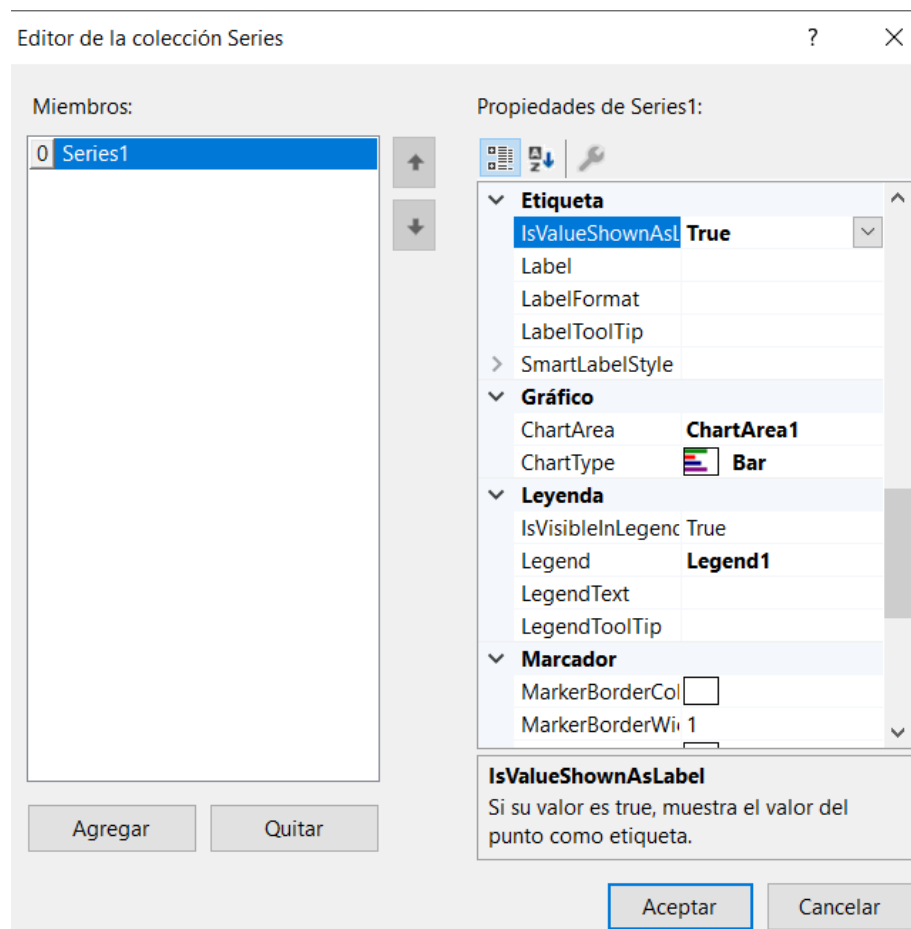 Editor de la colección Series
?
Miembros:
Propiedades de Series1:
0 Series1
Etiqueta
IsValueShownAsL True
Label
LabelFormat
LabelToolTip
SmartLabelStyle
Gráfico
ChartArea ChartArea1
ChartType Bar
Leyenda
IsVisibleInLegend True
Legend Legend1
LegendText
LegendToolTip
Marcador
MarkerBorderCol
MarkerBorderWi 1
IsValueShownAsLabel
Si su valor es true, muestra el valor del
punto como etiqueta.
Agregar Quitar
Aceptar Cancelar